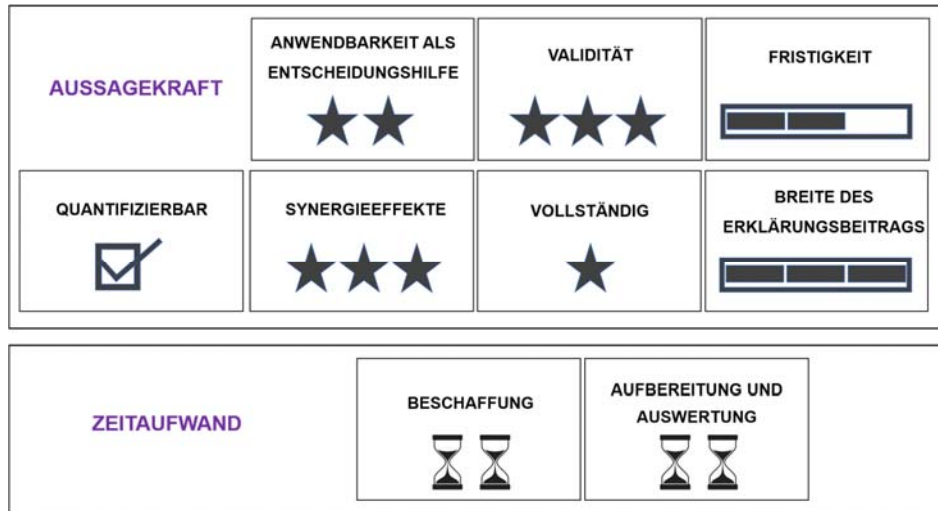 AUSSAGEKRAFT
ANWENDBARKEIT ALS
ENTSCHEIDUNGSHILFE
VALIDITÄT
FRISTIGKEIT
QUANTIFIZIERBAR
SYNERGIEEFFEKTE
VOLLSTÄNDIG
BREITE DES
ERKLÄRUNGSBEITRAGS
ZEITAUFWAND
BESCHAFFUNG
AUFBEREITUNG UND
AUSWERTUNG